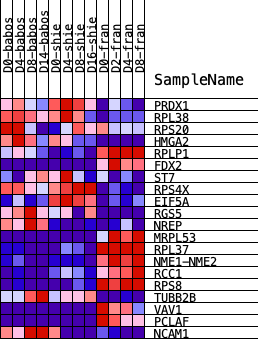 D0-babos
D4-babos
D8-babos
D14-babos
D0-shie
D4-shie
D8-shie
D16-shie
D0-fran
D2-fran
D4-fran
D8-fran
SampleName
PRDX1
RPL38
RPS20
HMGA2
RPLP1
FDX2
ST7
RPS4X
EIF5A
RGS5
NREP
MRPL53
RPL37
NME1-NME2
RCC1
RPS8
TUBB2B
VAV1
PCLAF
NCAM1